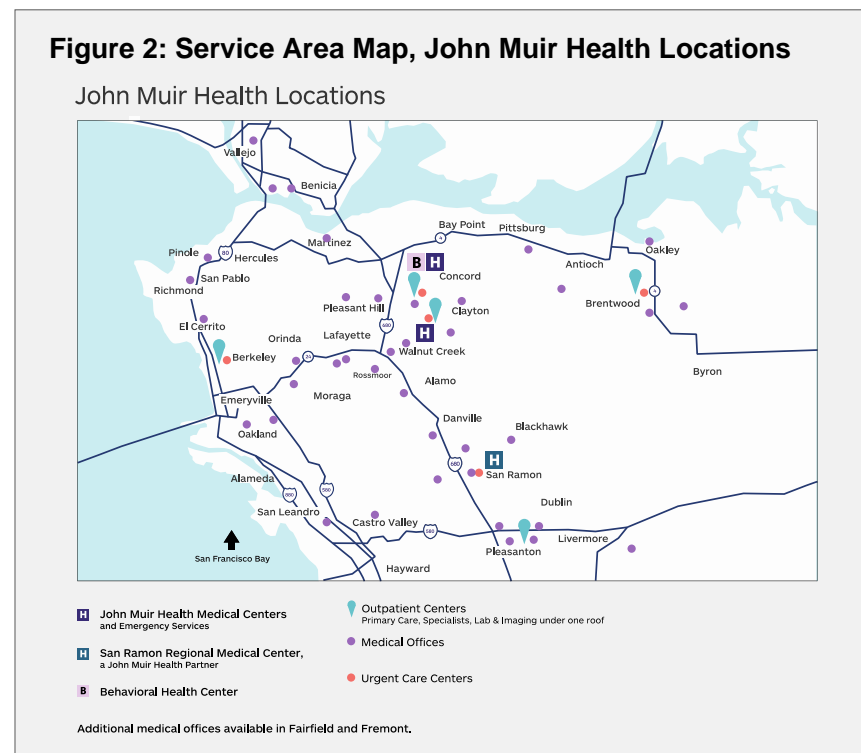 Figure 2: Service Area Map, John Muir Health Locations
John Muir Health Locations
Vallejo
Benicia
Bay Point
Pittsburg
Martinez
4
Oakley
80
Hercules
Pinole
Antioch
B
H
San Pablo
Concord
Richmond
4
Brentwood
Pleasant Hill
Clayton
El Cerrito
680
Orinda
Lafayette
H
Walnut Creek
Berkeley
24
Rossmoor
Byron
Alamo
Moraga
Emeryville
Danville
Blackhawk
Oakland
H
680
San Ramon
Alameda
580
880
Dublin
San Leandro
Castro Valley
580
Livermore
Pleasanton
San Francisco Bay
Hayward
H John Muir Health Medical Centers
and Emergency Services
H San Ramon Regional Medical Center,
a John Muir Health Partner
B Behavioral Health Center
Outpatient Centers
Primary Care, Specialists, Lab & Imaging under one roof
Medical Offices
Urgent Care Centers
Additional medical offices available in Fairfield and Fremont.